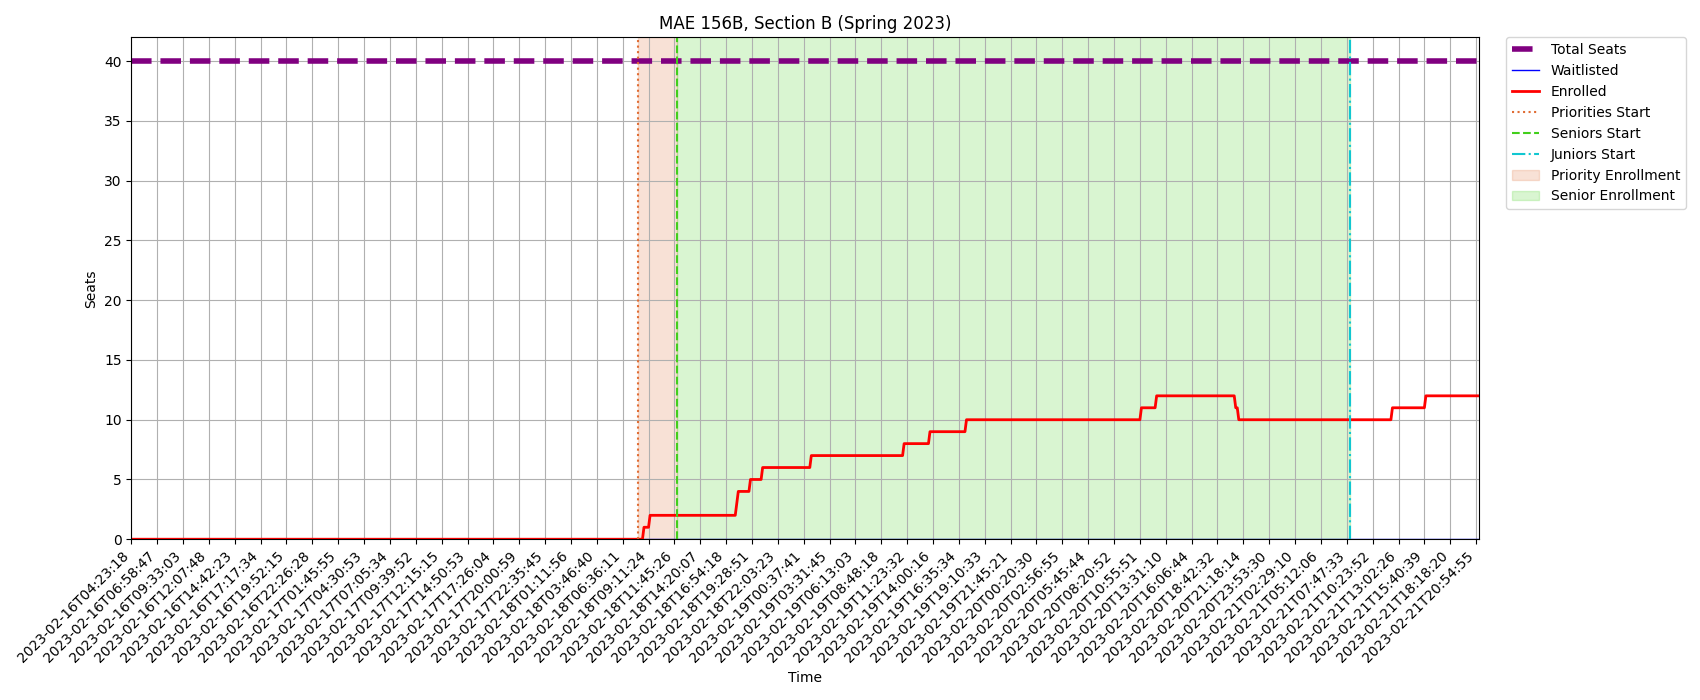 MAE 156B, Section B (Spring 2023)
Total Seats
Waitlisted
Enrolled
Priorities Start
Seniors Start
Juniors Start
Priority Enrollment
Senior Enrollment
Seats
40
35
30
25
20
15
10
5
0
2023-02-16T04:23:18
2023-02-16T06:58:47
2023-02-16T09:33:03
2023-02-16T12:07:48
2023-02-16T14:42:23
2023-02-16T17:17:34
2023-02-16T19:52:15
2023-02-16T22:26:28
2023-02-17T01:45:55
2023-02-17T04:30:53
2023-02-17T07:05:34
2023-02-17T09:39:52
2023-02-17T12:15:15
2023-02-17T14:50:53
2023-02-17T17:26:04
2023-02-17T20:00:59
2023-02-17T22:35:45
2023-02-18T01:11:56
2023-02-18T03:46:40
2023-02-18T06:36:11
2023-02-18T09:11:24
2023-02-18T11:45:26
2023-02-18T14:20:07
2023-02-18T16:54:18
2023-02-18T19:28:51
2023-02-18T22:03:23
2023-02-19T00:37:41
2023-02-19T03:31:45
2023-02-19T06:13:03
2023-02-19T08:48:18
2023-02-19T11:23:32
2023-02-19T14:00:16
2023-02-19T16:35:34
2023-02-19T19:10:33
2023-02-19T21:45:21
2023-02-20T00:20:30
2023-02-20T02:56:55
2023-02-20T05:45:44
2023-02-20T08:20:52
2023-02-20T10:55:51
2023-02-20T13:31:10
2023-02-20T16:06:44
2023-02-20T18:42:32
2023-02-20T21:18:14
2023-02-20T23:53:30
2023-02-21T02:29:10
2023-02-21T05:12:06
2023-02-21T07:47:33
2023-02-21T10:23:52
2023-02-21T13:02:26
2023-02-21T15:40:39
2023-02-21T18:18:20
2023-02-21T20:54:55
Time